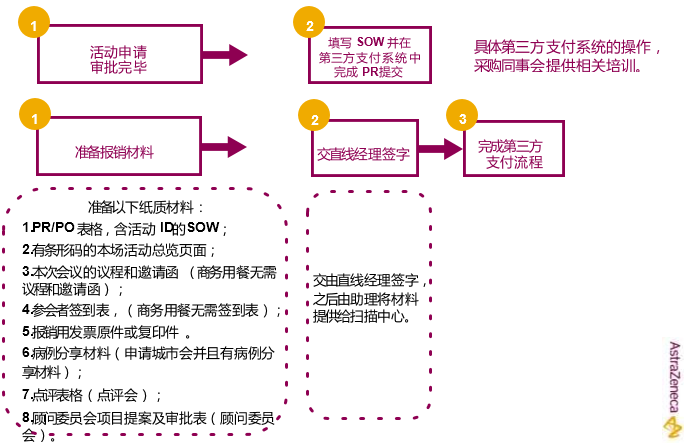 1
活动申请
审批完毕
2
填写 SOW 并在
第三方支付系统 中
完成 PR提交
具体第三方支付系统的操作，
采购同事会提供相关培训。
1
准备报销材料
2
交直线经理签字
3
完成第三方
支付流程
准备以下纸质材料：
1.PR/PO 表格，含活动 ID的SOW；
2.有条形码的本场活动总览页面；
3.本次会议的议程和邀请函（商务用餐无需
议程和邀请函）；
4.参会者签到表，（商务用餐无需签到表）；
5.报销用发票原件或复印件 。
6.病例分享材料（申请城市会并且有病例分
享材料）；
7.点评表格（点评会）；
8.顾问委员会项目提案及审批表（顾问委员
会）。
交由直线经理签字，
之后由助理将材料
提供给扫描中心。
AstraZeneca